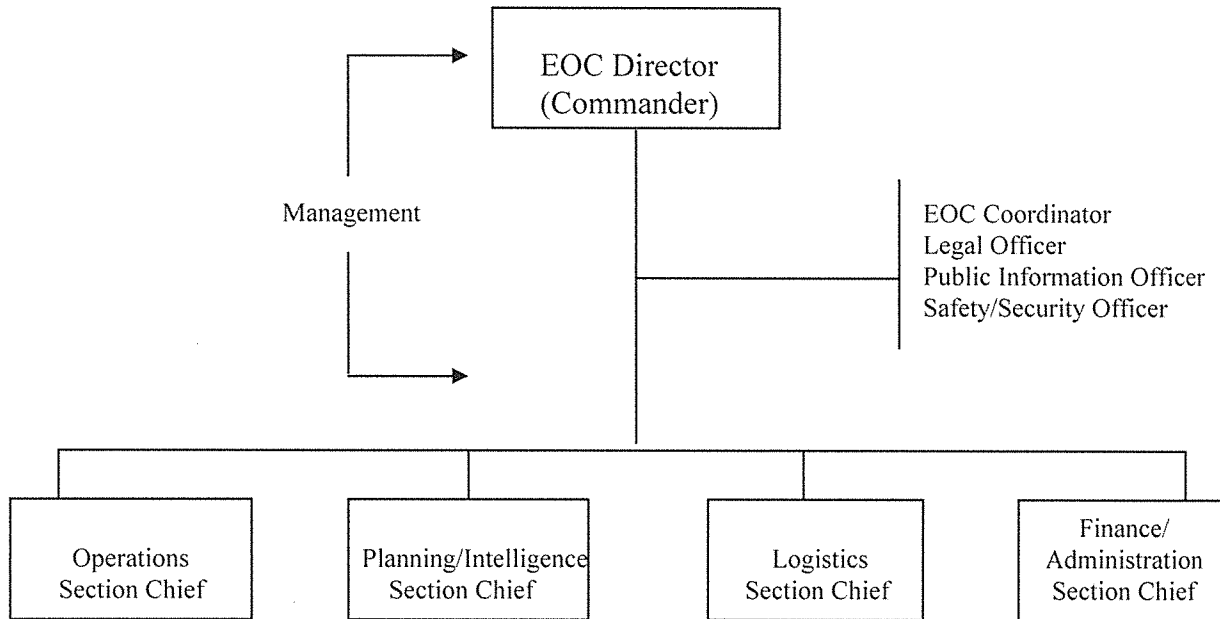 EOC Director
(Commander)
Management
EOC Coordinator
Legal Officer
Public Information Officer
Safety/Security Officer
Operations
Section Chief
Planning/Intelligence
Section Chief
Logistics
Section Chief
Finance/
Administration
Section Chief